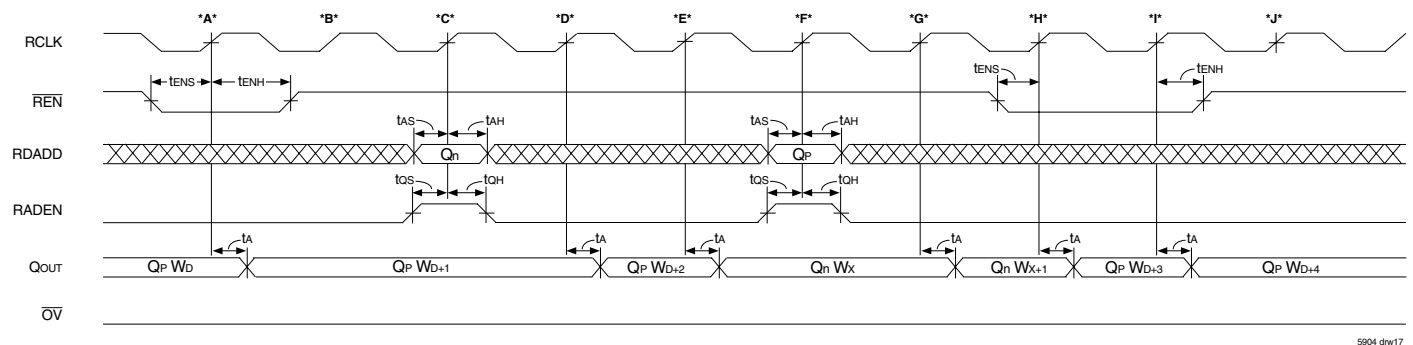 *A* *B* *C* *D* *E* *F* *G* *H* *I* *J*
RCLK
tENS tENH tENS tENH
REN
tAS tAH tAS tAH
RDADD Qn QP
tQS tQH tQS tQH
RADEN
tA tA tA tA tA tA
QOUT QP WD QP WD+1 QP WD+2 Qn WX Qn WX+1 QP WD+3 QP WD+4
OV
5904 drw17